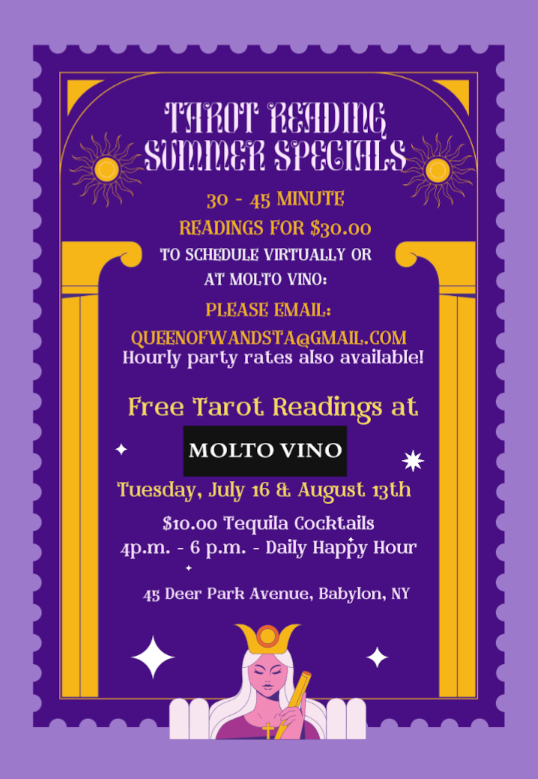 TAROT READING
SUMMER SPECIALS
30 - 45 MINUTE
READINGS FOR $30.00
TO SCHEDULE VIRTUALLY OR
AT MOLTO VINO:
PLEASE EMAIL:
QUEENOFWANDSTA@GMAIL.COM
Hourly party rates also available!
Free Tarot Readings at
MOLTO VINO
Tuesday, July 16 & August 13th
$10.00 Tequila Cocktails
4p.m. - 6 p.m. - Daily Happy Hour
45 Deer Park Avenue, Babylon, NY